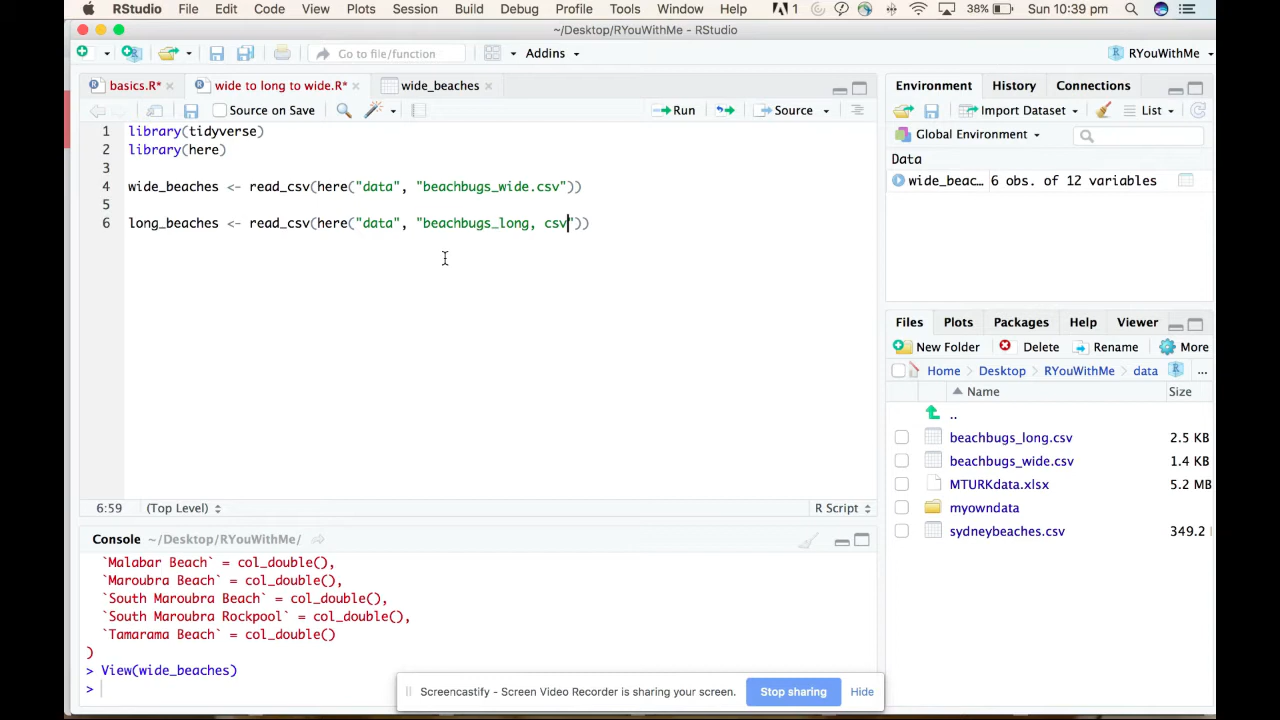 RStudio File Edit Code View Plots Session Build Debug Profile Tools Window Help 1 38% Sun 10:39 pm
~/Desktop/RYouWithMe - RStudio
Go to file/function Addins RYouWithMe
basics.R* wide to long to wide.R* wide_beaches
Source on Save Run Source
1 library(tidyverse)
2 library(here)
3
4 wide_beaches <- read_csv(here("data", "beachbugs_wide.csv"))
5
6 long_beaches <- read_csv(here("data", "beachbugs_long, csv"))
6:59 (Top Level) R Script
Console ~/Desktop/RYouWithMe/
`Malabar Beach` = col_double(),
`Maroubra Beach` = col_double(),
`South Maroubra Beach` = col_double(),
`South Maroubra Rockpool` = col_double(),
`Tamarama Beach` = col_double()
)
> View(wide_beaches)
>
Environment History Connections
Import Dataset List
Global Environment
Data
wide_beac… 6 obs. of 12 variables
Files Plots Packages Help Viewer
New Folder Delete Rename More
Home > Desktop > RYouWithMe > data ...
Name Size
..
beachbugs_long.csv 2.5 KB
beachbugs_wide.csv 1.4 KB
MTURKdata.xlsx 5.2 MB
myowndata
sydneybeaches.csv 349.2
Screencastify - Screen Video Recorder is sharing your screen. Stop sharing Hide